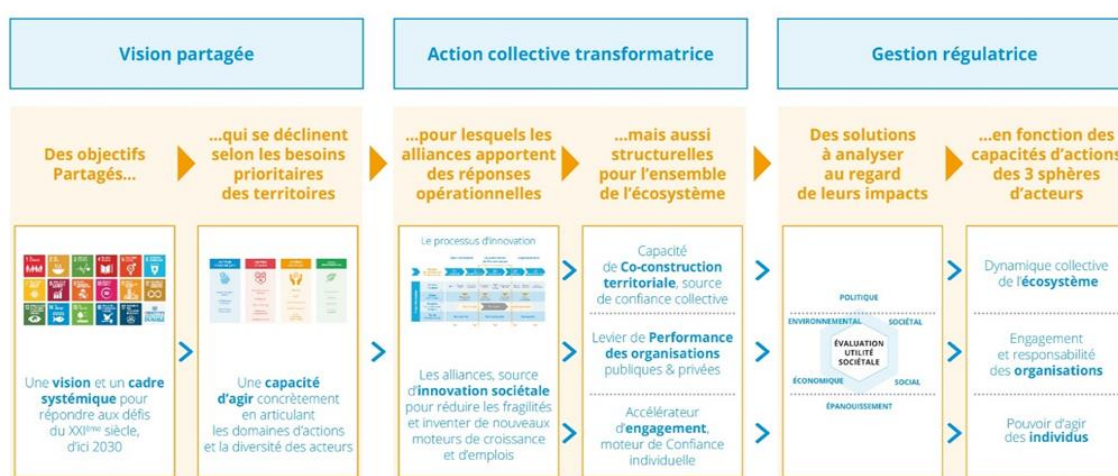 Vision partagée
Action collective transformatrice
Gestion régulatrice
Des objectifs
Partagés...
...qui se déclinent
selon les besoins
prioritaires
des territoires
...pour lesquels les
alliances apportent
des réponses
opérationnelles
...mais aussi
structurelles
pour l'ensemble
de l'écosystème
Des solutions
à analyser
au regard
de leurs impacts
...en fonction des
capacités d'actions
des 3 sphères
d'acteurs
Une vision et un cadre
systémique pour
répondre aux défis
du XXIème siècle,
d'ici 2030
Une capacité
d'agir concrètement
en articulant
les domaines d'actions
et la diversité des acteurs
Le processus d'innovation
Les alliances, source
d'innovation sociétale
pour réduire les fragilités
et inventer de nouveaux
moteurs de croissance
et d'emplois
Capacité
de Co-construction
territoriale, source
de confiance collective
Levier de Performance
des organisations
publiques & privées
Accélérateur
d'engagement,
moteur de Confiance
individuelle
POLITIQUE
ENVIRONNEMENTAL
SOCIÉTAL
ÉVALUATION
UTILITÉ
SOCIÉTALE
ÉCONOMIQUE
SOCIAL
ÉPANOUISSEMENT
Dynamique collective
de l'écosystème
Engagement
et responsabilité
des organisations
Pouvoir d'agir
des individus